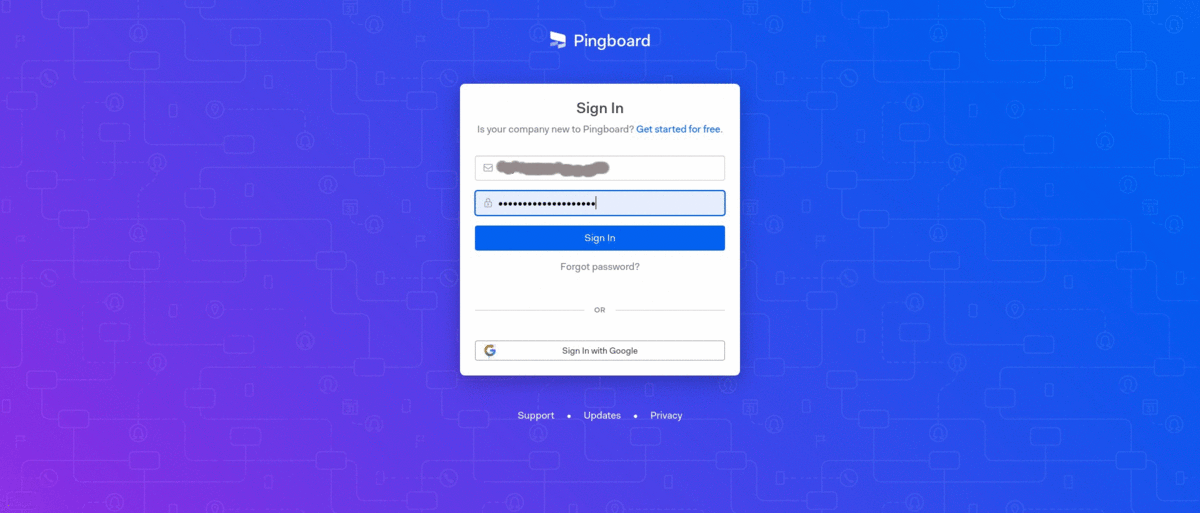 Pingboard
Sign In
Is your company new to Pingboard? Get started for free.
••••••••••••••••••••
Sign In
Forgot password?
OR
Sign In with Google
Support • Updates • Privacy